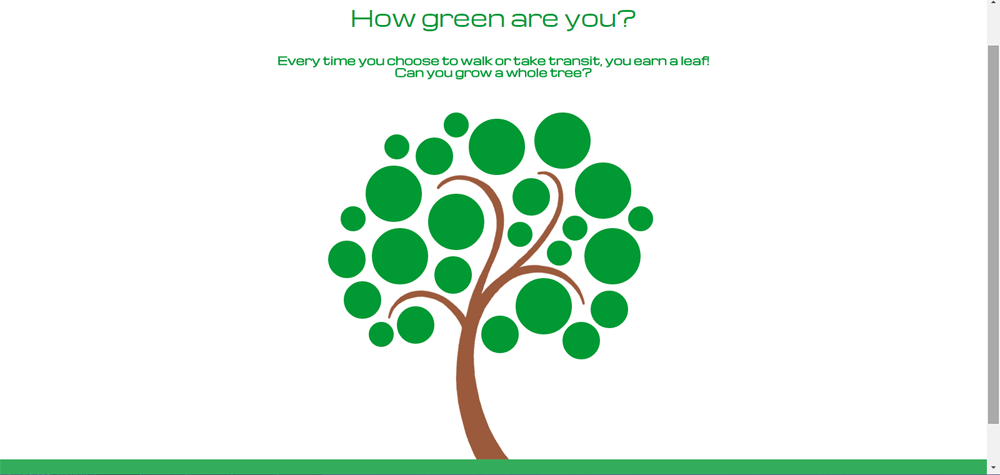 How green are you?
Every time you choose to walk or take transit, you earn a leaf!
Can you grow a whole tree?